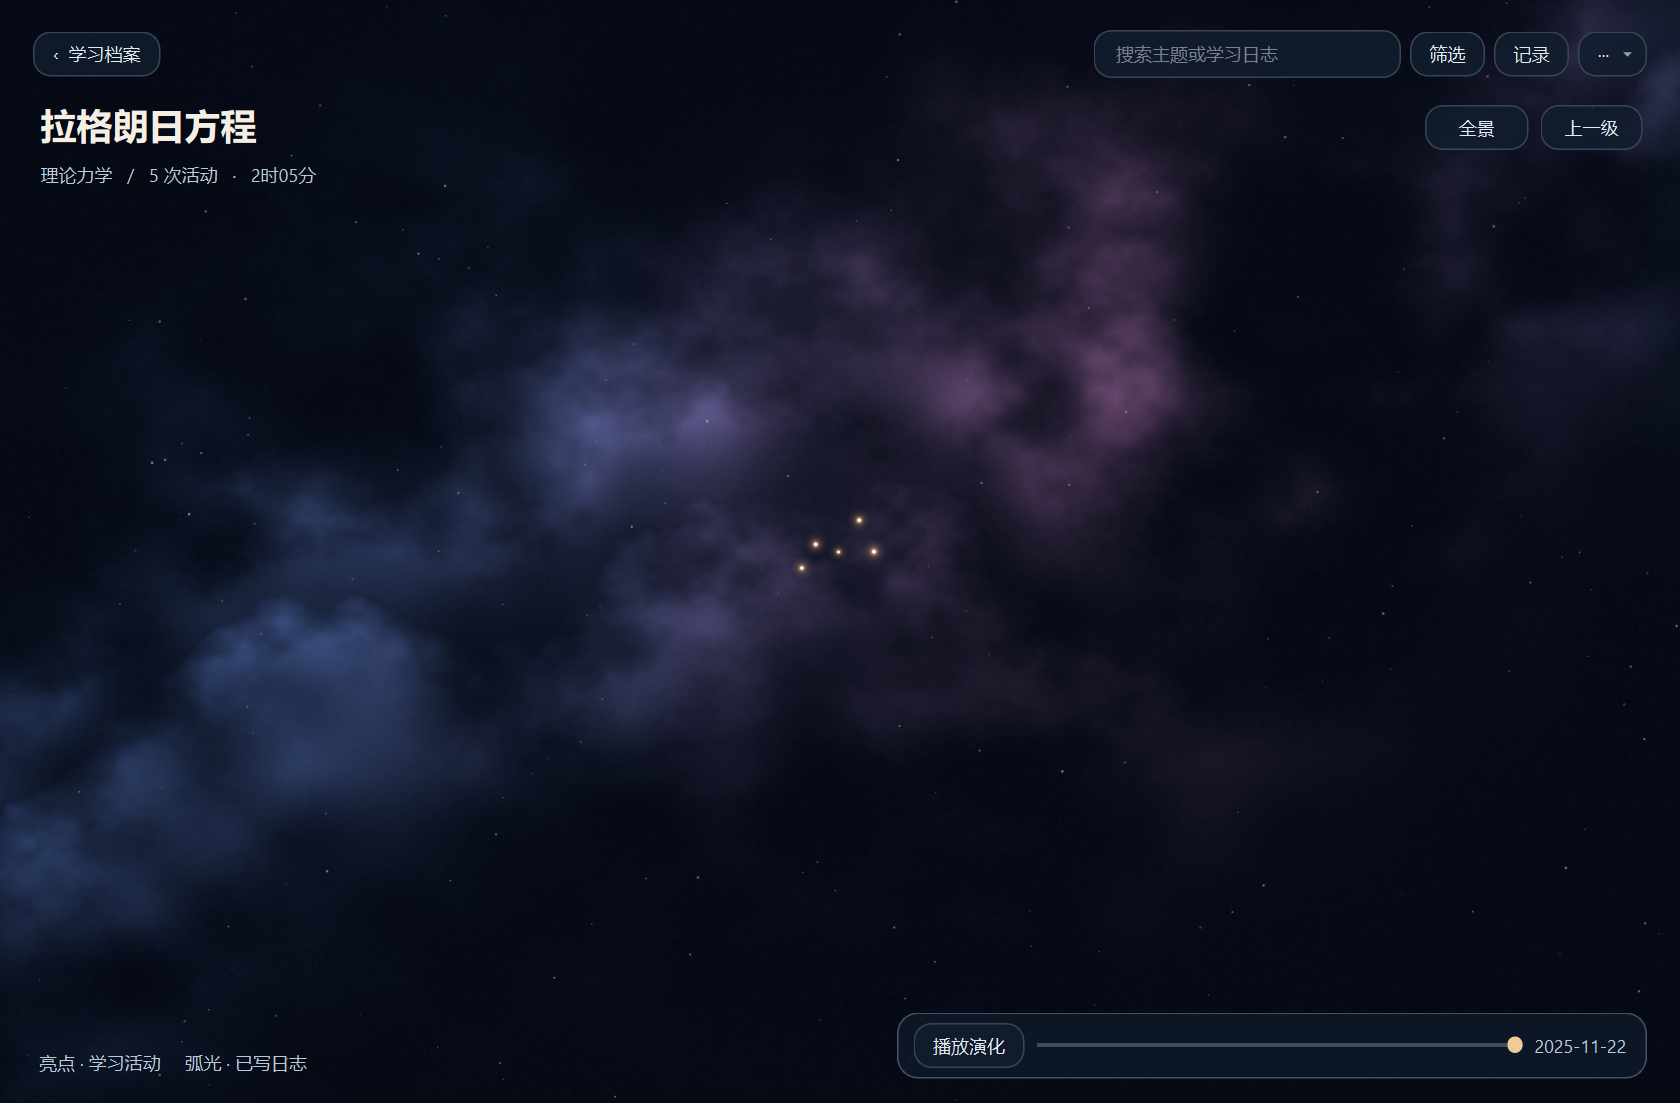 ‹ 学习档案
搜索主题或学习日志
筛选
记录
...
拉格朗日方程
全景
上一级
理论力学 / 5 次活动 · 2时05分
亮点 · 学习活动 弧光 · 已写日志
播放演化
2025-11-22